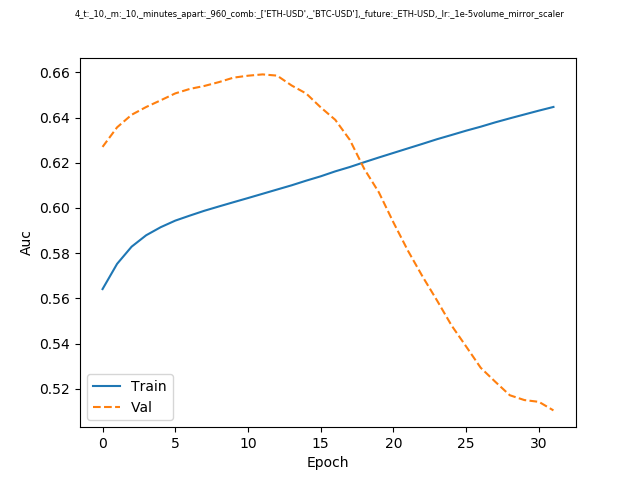 4_t:_10,_m:_10,_minutes_apart:_960_comb:_['ETH-USD',_'BTC-USD'],_future:_ETH-USD,_lr:_1e-5volume_mirror_scaler
0.66
0.64
0.62
0.60
0.58
0.56
0.54
0.52
Auc
Train
Val
0 5 10 15 20 25 30
Epoch